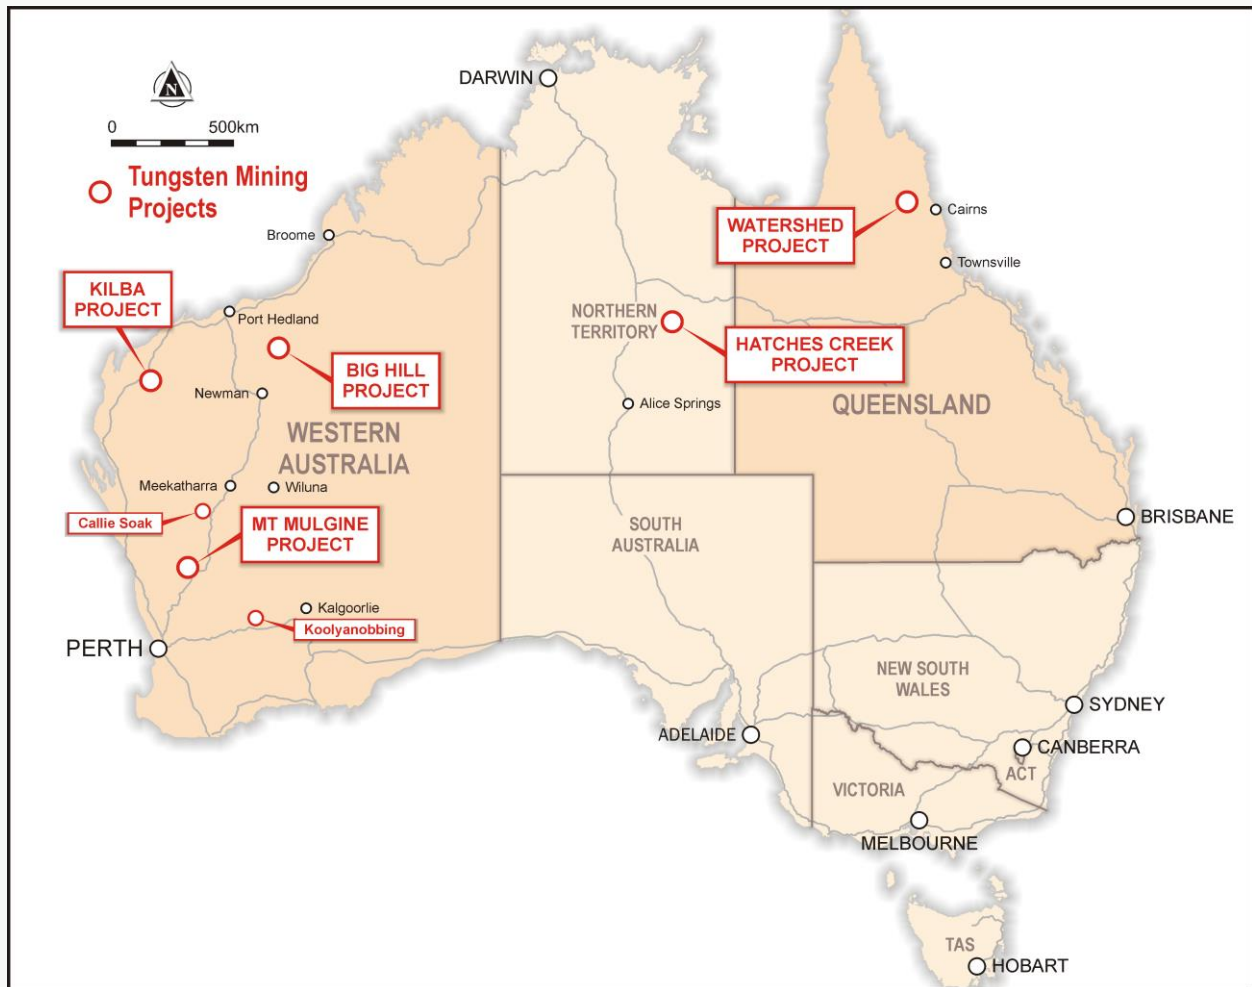 DARWIN
N
0 500km
Tungsten Mining
Projects
Broome
WATERSHED
PROJECT
Cairns
Townsville
KILBA
PROJECT
Port Hedland
NORTHERN
TERRITORY
HATCHES CREEK
PROJECT
BIG HILL
PROJECT
Newman
Alice Springs
QUEENSLAND
WESTERN
AUSTRALIA
Meekatharra
Wiluna
Callie Soak
MT MULGINE
PROJECT
SOUTH
AUSTRALIA
BRISBANE
Kalgoorlie
Koolyanobbing
PERTH
NEW SOUTH
WALES
SYDNEY
ADELAIDE
CANBERRA
ACT
VICTORIA
MELBOURNE
TAS
HOBART